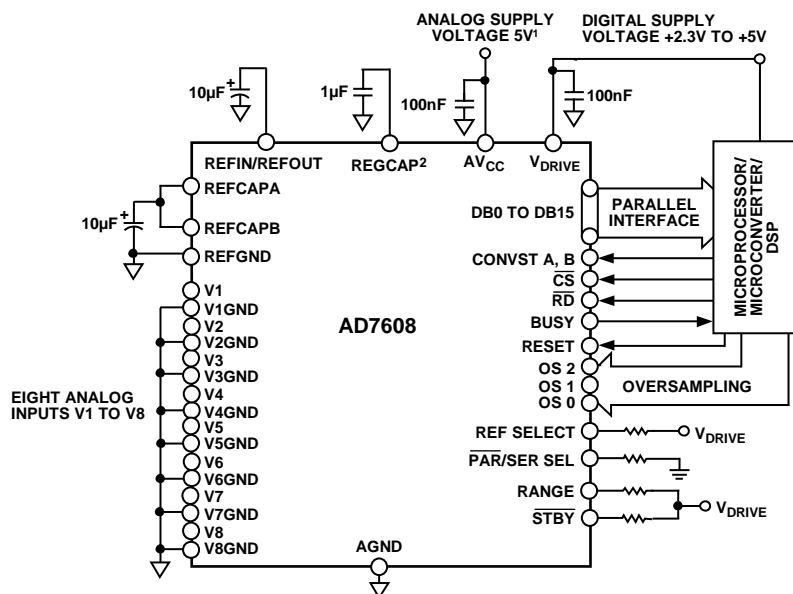 ANALOG SUPPLY
VOLTAGE 5V¹
DIGITAL SUPPLY
VOLTAGE +2.3V TO +5V
10µF
+
1µF
100nF
100nF
REFIN/REFOUT
REGCAP²
AVCC
VDRIVE
REFCAPA
10µF
+
REFCAPB
REFGND
DB0 TO DB15
PARALLEL
INTERFACE
MICROPROCESSOR/
MICROCONVERTER/
DSP
CONVST A, B
CS
RD
BUSY
RESET
OS 2
OS 1
OS 0
OVERSAMPLING
AD7608
V1
V1GND
V2
V2GND
V3
V3GND
V4
V4GND
V5
V5GND
V6
V6GND
V7
V7GND
V8
V8GND
EIGHT ANALOG
INPUTS V1 TO V8
REF SELECT
VDRIVE
PAR/SER SEL
RANGE
STBY
VDRIVE
AGND